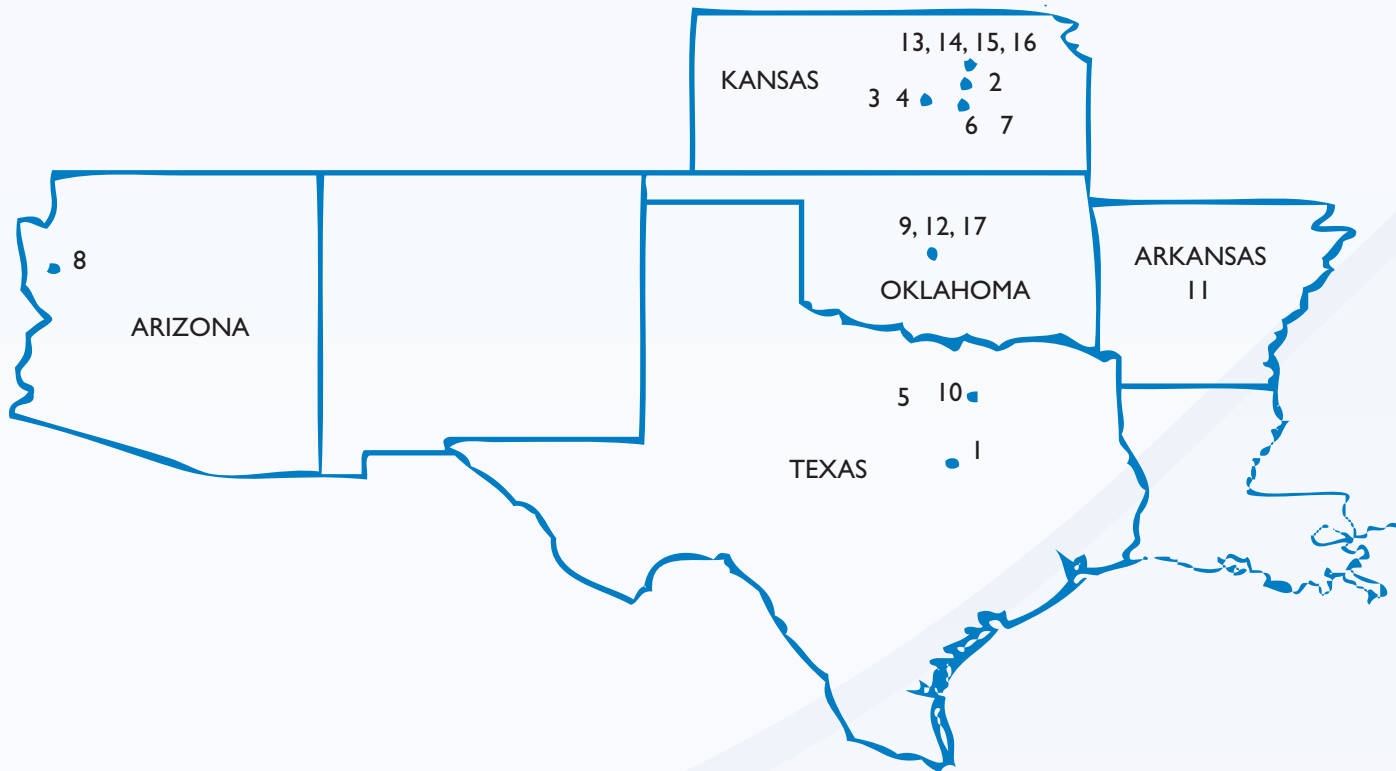 13, 14, 15, 16
KANSAS
2
3 4
6 7
9, 12, 17
8
ARKANSAS
11
OKLAHOMA
ARIZONA
5 10
1
TEXAS